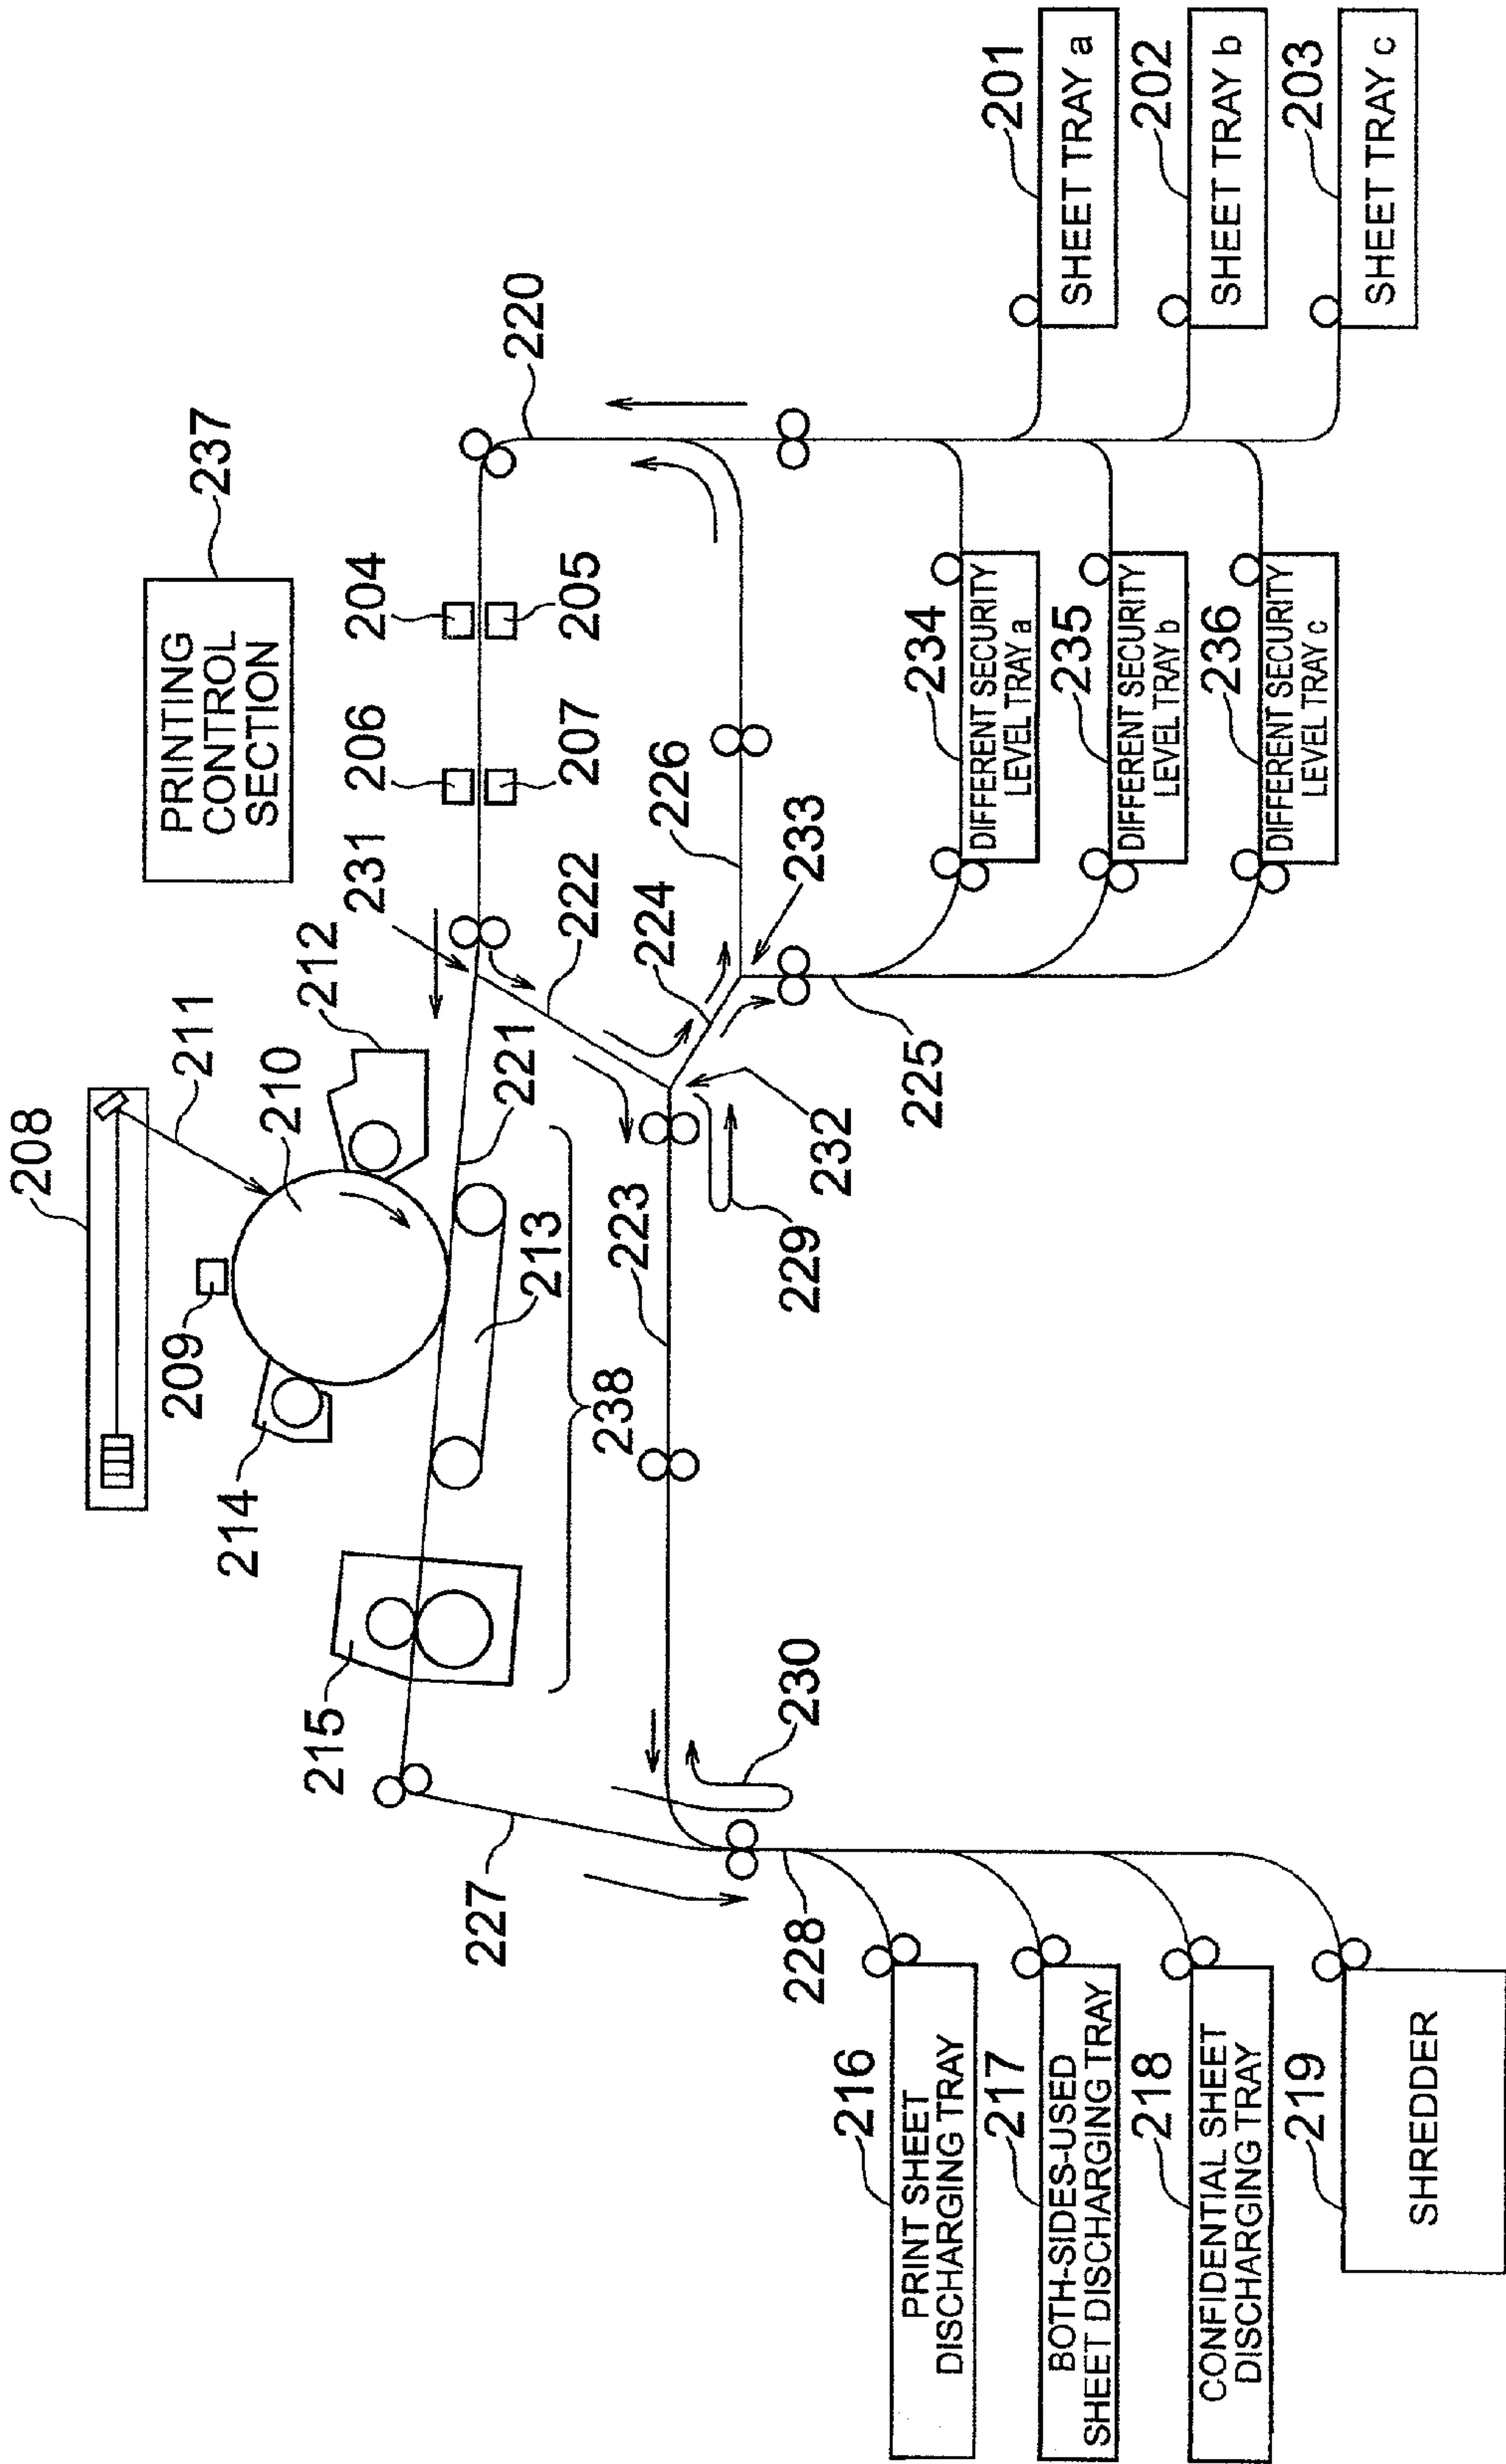 208
211
210
212
209
214
215
PRINTING
CONTROL
SECTION
237
231
206
204
207
205
220
222
221
213
238
224
226
233
232
223
229
225
230
227
228
234
DIFFERENT SECURITY
LEVEL TRAY a
235
DIFFERENT SECURITY
LEVEL TRAY b
236
DIFFERENT SECURITY
LEVEL TRAY c
201
SHEET TRAY a
202
SHEET TRAY b
203
SHEET TRAY c
216
PRINT SHEET
DISCHARGING TRAY
217
BOTH-SIDES-USED
SHEET DISCHARGING TRAY
218
CONFIDENTIAL SHEET
DISCHARGING TRAY
219
SHREDDER